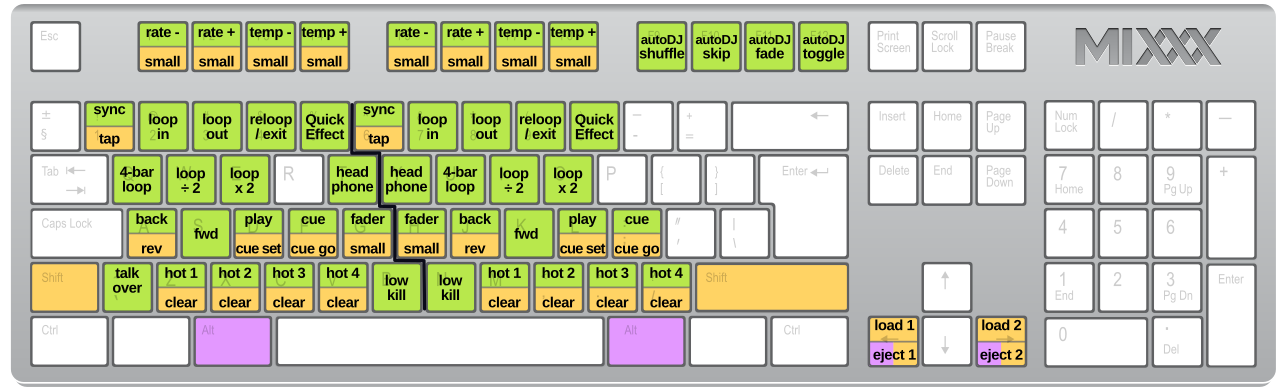 Esc
rate - rate + temp - temp +
small small small small
rate - rate + temp - temp +
small small small small
autoDJ shuffle
autoDJ skip
autoDJ fade
autoDJ toggle
Print Screen
Scroll Lock
Pause Break
MIXXX
±
§
sync
tap
loop in
loop out
reloop / exit
Quick Effect
sync
tap
loop in
loop out
reloop / exit
Quick Effect
_
-
+
=
Insert
Home
Page Up
Num Lock
/
*
Tab
4-bar loop
loop ÷ 2
loop x 2
R
head phone
head phone
4-bar loop
loop ÷ 2
loop x 2
P
{
[
}
]
Enter
Delete
End
Page Down
7
Home
8
9
Pg Up
+
Caps Lock
back
rev
fwd
play
cue set
cue
cue go
fader
small
fader
small
back
rev
fwd
play
cue set
cue
cue go
"
'
|
\
4
5
6
Shift
talk over
hot 1
clear
hot 2
clear
hot 3
clear
hot 4
clear
low kill
low kill
hot 1
clear
hot 2
clear
hot 3
clear
hot 4
clear
Shift
1
End
2
3
Pg Dn
Enter
Ctrl
Alt
Alt
Ctrl
load 1
eject 1
load 2
eject 2
0
.
Del